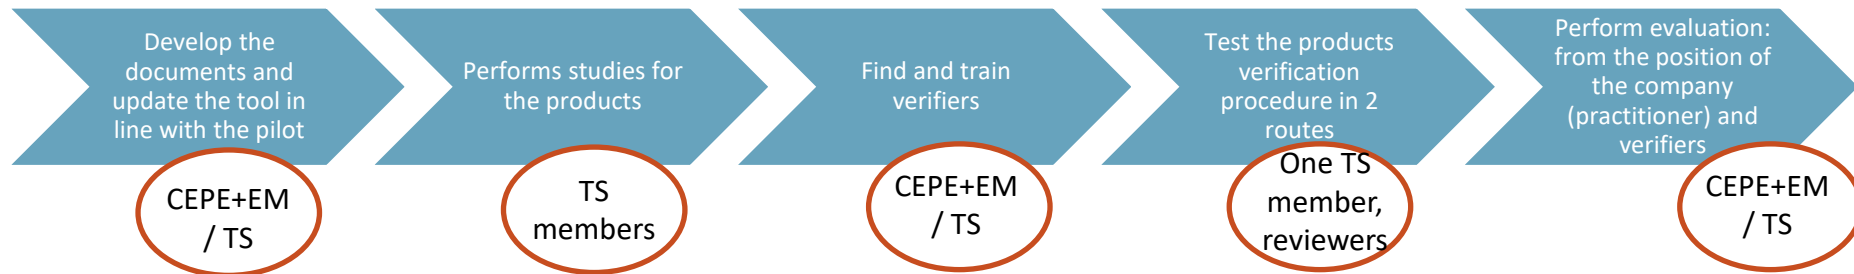 Develop the
documents and
update the tool in
line with the pilot
CEPE+EM
/ TS
Performs studies for
the products
TS
members
Find and train
verifiers
CEPE+EM
/ TS
Test the products
verification
procedure in 2
routes
One TS
member,
reviewers
Perform evaluation:
from the position of
the company
(practitioner) and
verifiers
CEPE+EM
/ TS